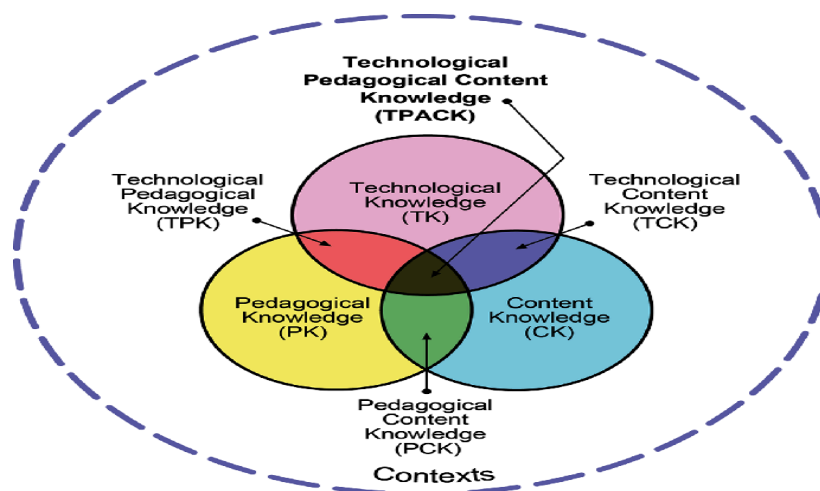 Technological
Pedagogical Content
Knowledge
(TPACK)
Technological
Pedagogical
Knowledge
(TPK)
Technological
Knowledge
(TK)
Technological
Content
Knowledge
(TCK)
Pedagogical
Knowledge
(PK)
Content
Knowledge
(CK)
Pedagogical
Content
Knowledge
(PCK)
Contexts